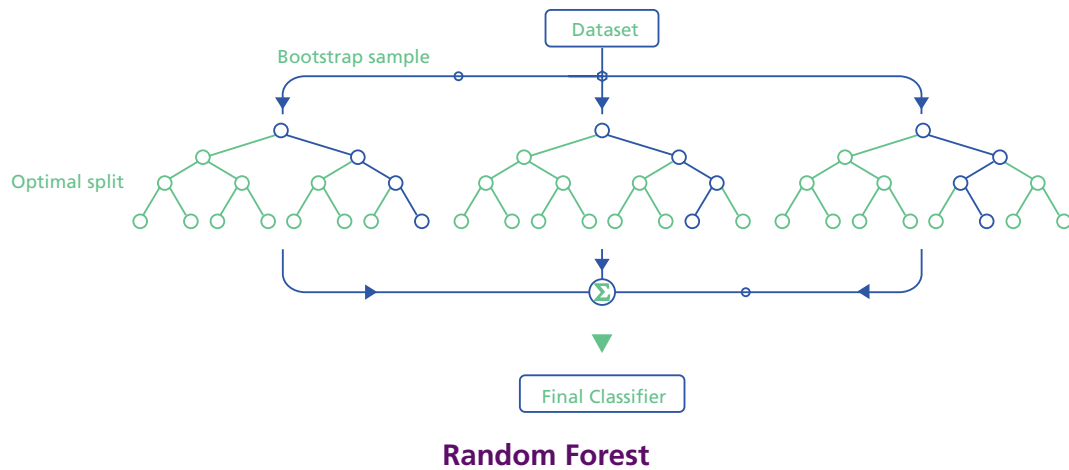 Dataset
Bootstrap sample
Optimal split
Σ
Final Classifier
Random Forest